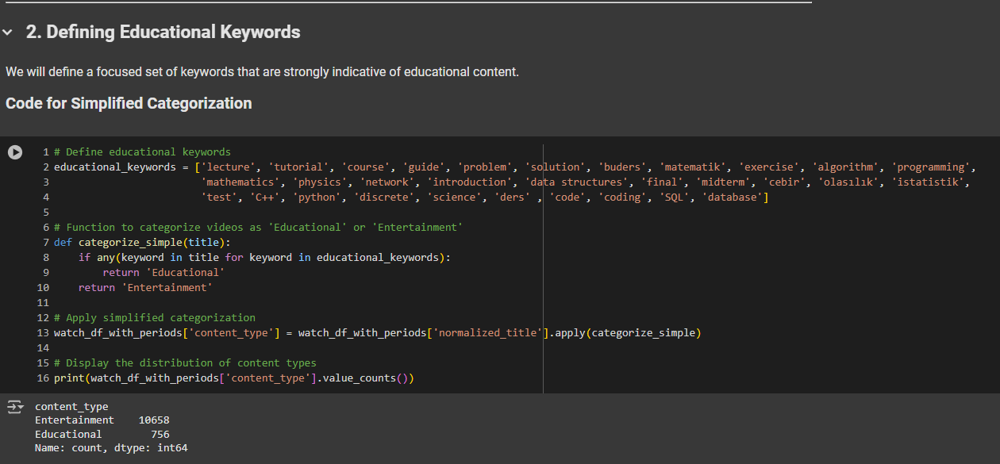 2. Defining Educational Keywords
We will define a focused set of keywords that are strongly indicative of educational content.
Code for Simplified Categorization
1 # Define educational keywords
2 educational_keywords = ['lecture', 'tutorial', 'course', 'guide', 'problem', 'solution', 'buders', 'matematik', 'exercise', 'algorithm', 'programming',
3                         'mathematics', 'physics', 'network', 'introduction', 'data structures', 'final', 'midterm', 'cebir', 'olasılık', 'istatistik',
4                         'test', 'C++', 'python', 'discrete', 'science', 'ders' , 'code', 'coding', 'SQL', 'database']
5
6 # Function to categorize videos as 'Educational' or 'Entertainment'
7 def categorize_simple(title):
8     if any(keyword in title for keyword in educational_keywords):
9         return 'Educational'
10     return 'Entertainment'
11
12 # Apply simplified categorization
13 watch_df_with_periods['content_type'] = watch_df_with_periods['normalized_title'].apply(categorize_simple)
14
15 # Display the distribution of content types
16 print(watch_df_with_periods['content_type'].value_counts())
content_type
Entertainment    10658
Educational        756
Name: count, dtype: int64